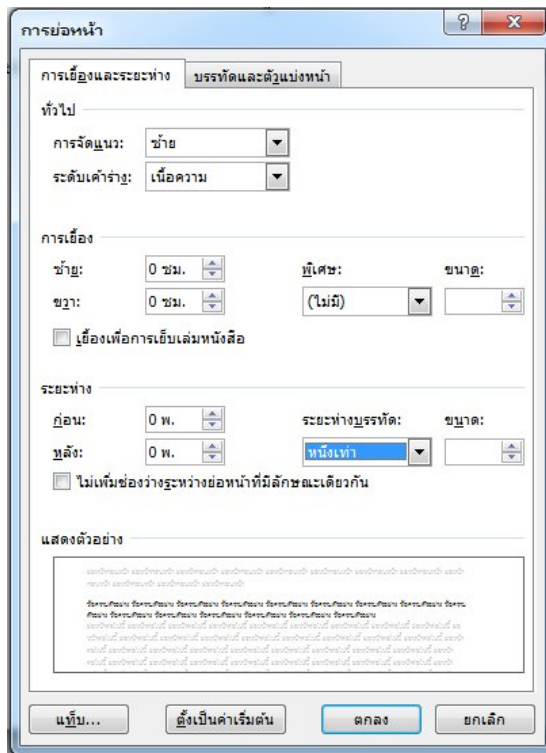 การย่อหน้า
การเยื้องและระยะห่าง บรรทัดและตัวแบ่งหน้า
ทั่วไป
การจัดแนว: ซ้าย
ระดับเค้าร่าง: เนื้อความ
การเยื้อง
ซ้าย: 0 ซม. พิเศษ: ขนาด:
ขวา: 0 ซม. (ไม่มี)
เยื้องเพื่อการเย็บเล่มหนังสือ
ระยะห่าง
ก่อน: 0 พ. ระยะห่างบรรทัด: ขนาด:
หลัง: 0 พ. หนึ่งเท่า
ไม่เพิ่มช่องว่างระหว่างย่อหน้าที่มีลักษณะเดียวกัน
แสดงตัวอย่าง
แท็บ... ตั้งเป็นค่าเริ่มต้น ตกลง ยกเลิก